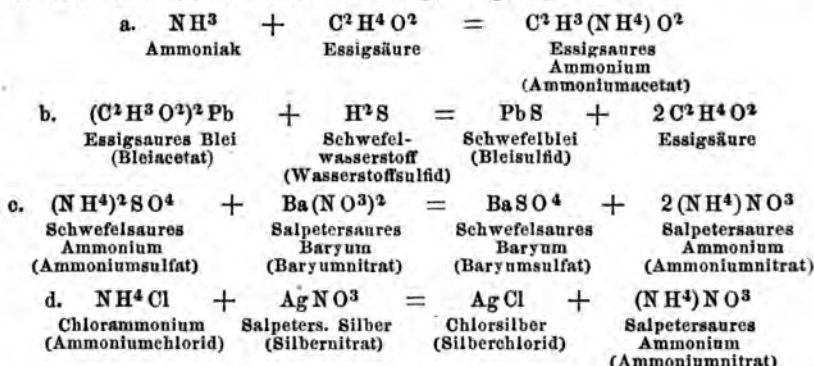 a. NH³ + C²H⁴O² = C²H³(NH⁴)O²
Ammoniak Essigsäure Essigsaures
Ammonium
(Ammoniumacetat)
b. (C²H³O²)²Pb + H²S = PbS + 2C²H⁴O²
Essigsaures Blei Schwefel- Schwefelblei Essigsäure
(Bleiacetat) wasserstoff (Bleisulfid)
(Wasserstoffsulfid)
c. (NH⁴)²SO⁴ + Ba(NO³)² = BaSO⁴ + 2(NH⁴)NO³
Schwefelsaures Salpetersaures Schwefelsaures Salpetersaures
Ammonium Baryum Baryum Ammonium
(Ammoniumsulfat) (Baryumnitrat) (Baryumsulfat) (Ammoniumnitrat)
d. NH⁴Cl + AgNO³ = AgCl + (NH⁴)NO³
Chlorammonium Salpeters. Silber Chlorsilber Salpetersaures
(Ammoniumchlorid) (Silbernitrat) (Silberchlorid) Ammonium
(Ammoniumnitrat)